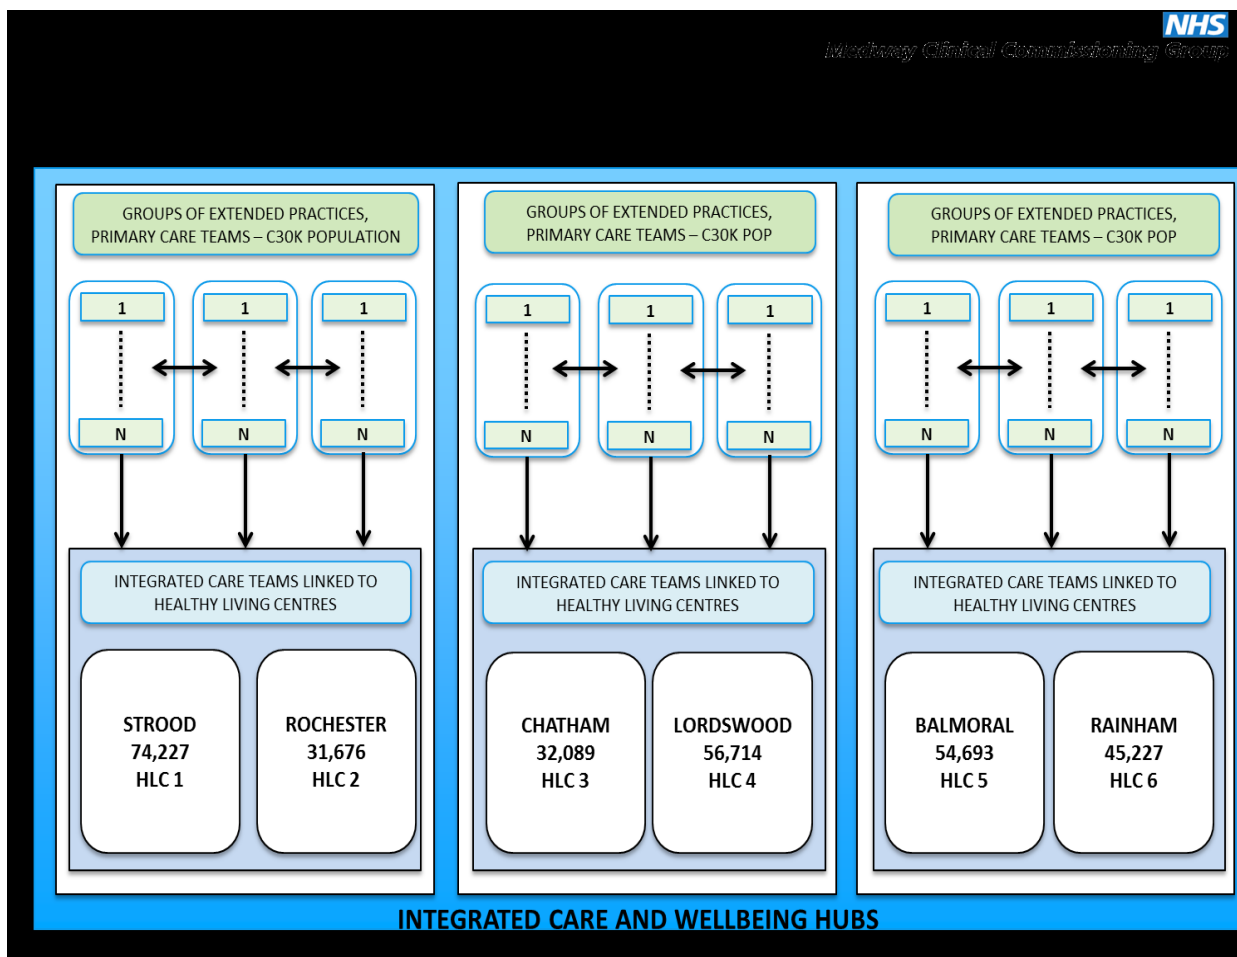 NHS
Medway Clinical Commissioning Group
GROUPS OF EXTENDED PRACTICES,
PRIMARY CARE TEAMS – C30K POPULATION
1
1
1
N
N
N
INTEGRATED CARE TEAMS LINKED TO
HEALTHY LIVING CENTRES
STROOD
74,227
HLC 1
ROCHESTER
31,676
HLC 2
GROUPS OF EXTENDED PRACTICES,
PRIMARY CARE TEAMS – C30K POP
1
1
1
N
N
N
INTEGRATED CARE TEAMS LINKED TO
HEALTHY LIVING CENTRES
CHATHAM
32,089
HLC 3
LORDSWOOD
56,714
HLC 4
GROUPS OF EXTENDED PRACTICES,
PRIMARY CARE TEAMS – C30K POP
1
1
1
N
N
N
INTEGRATED CARE TEAMS LINKED TO
HEALTHY LIVING CENTRES
BALMORAL
54,693
HLC 5
RAINHAM
45,227
HLC 6
INTEGRATED CARE AND WELLBEING HUBS